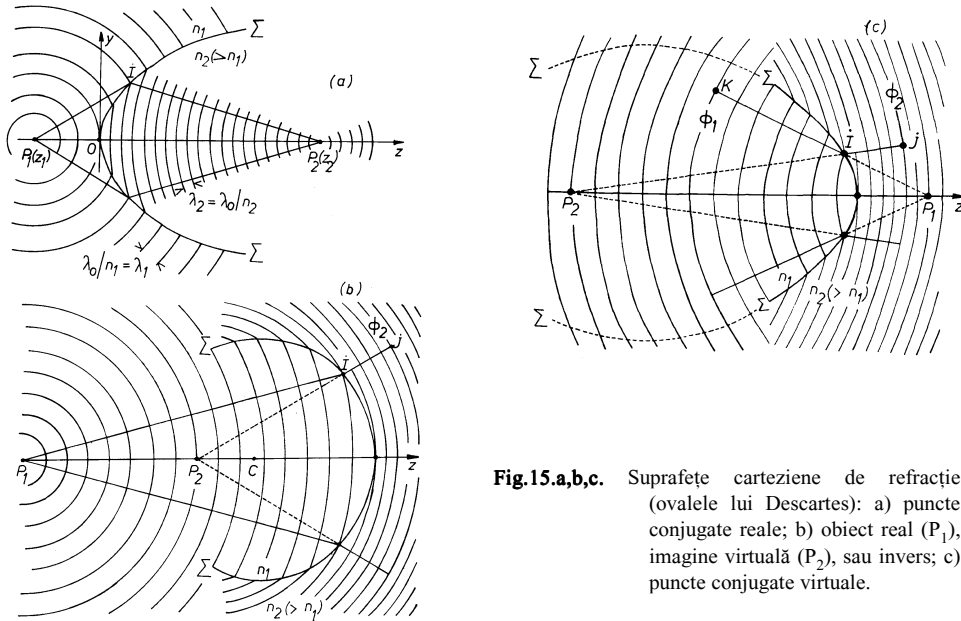 (a)
y
n₁
Σ
n₂(>n₁)
İ
P₁(z₁)
O
P₂(z₂)
z
λ₂ = λ₀/n₂
λ₀/n₁ = λ₁
Σ
(b)
Σ
Φ₂
J
İ
P₁
P₂
C
z
Σ
n₁
n₂(> n₁)
(c)
Σ
K
Σ
Φ₁
Φ₂
İ
J
P₂
P₁
z
n₁
Σ
n₂(> n₁)
Σ
Fig.15.a,b,c. Suprafețe carteziene de refracție
(ovalele lui Descartes): a) puncte
conjugate reale; b) obiect real (P₁),
imagine virtuală (P₂), sau invers; c)
puncte conjugate virtuale.